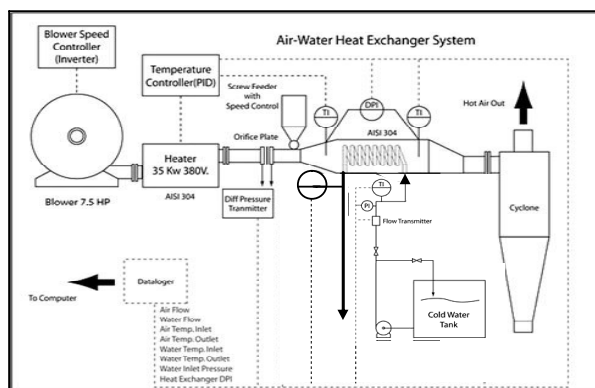 Blower Speed
Controller
(Inverter)
Air-Water Heat Exchanger System
Temperature
Controller(PID)
Screw Feeder
with
Speed Control
TI
DPI
TI
Hot Air Out
Orifice Plate
AISI 304
Heater
35 Kw 380V.
AISI 304
Blower 7.5 HP
Diff Pressure
Tranmitter
TI
PI
Flow Transmitter
Cyclone
Dataloger
To Computer
Cold Water
Tank
Air Flow
Water Flow
Air Temp. Inlet
Air Temp. Outlet
Water Temp. Inlet
Water Temp. Outlet
Water Inlet Pressure
Heat Exchanger DPI